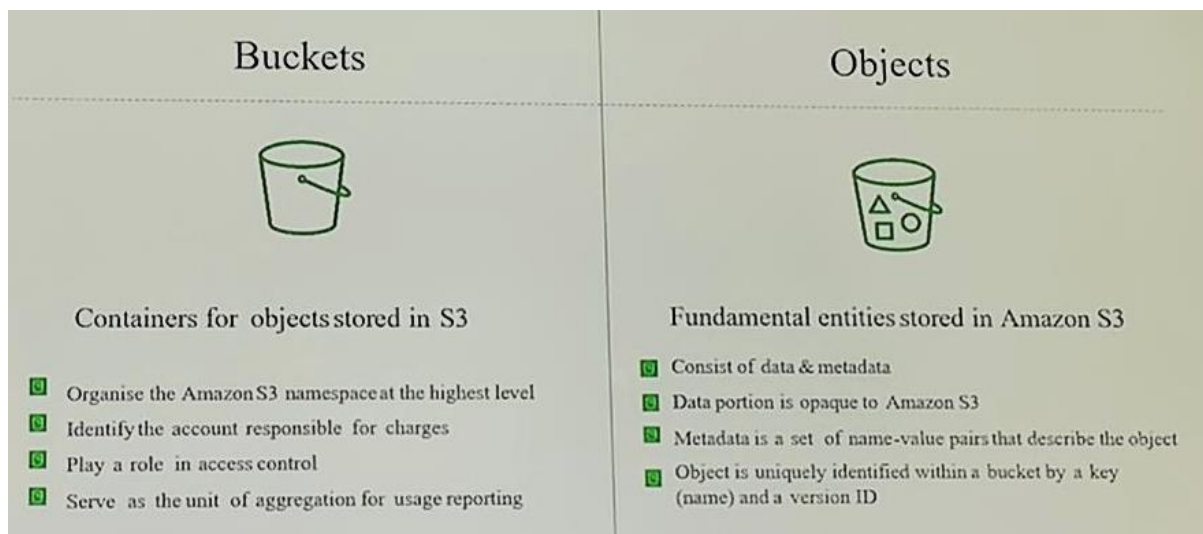 Buckets
Containers for objects stored in S3
Organise the Amazon S3 namespace at the highest level
Identify the account responsible for charges
Play a role in access control
Serve as the unit of aggregation for usage reporting
Objects
Fundamental entities stored in Amazon S3
Consist of data & metadata
Data portion is opaque to Amazon S3
Metadata is a set of name-value pairs that describe the object
Object is uniquely identified within a bucket by a key
(name) and a version ID